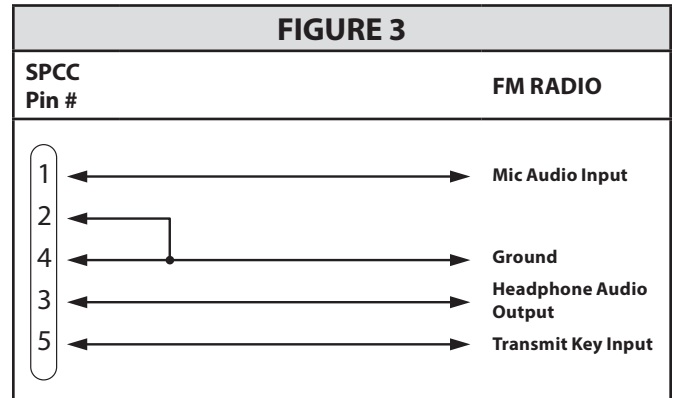 FIGURE 3
SPCC
Pin #
FM RADIO
1
Mic Audio Input
2
4
Ground
3
Headphone Audio
Output
5
Transmit Key Input